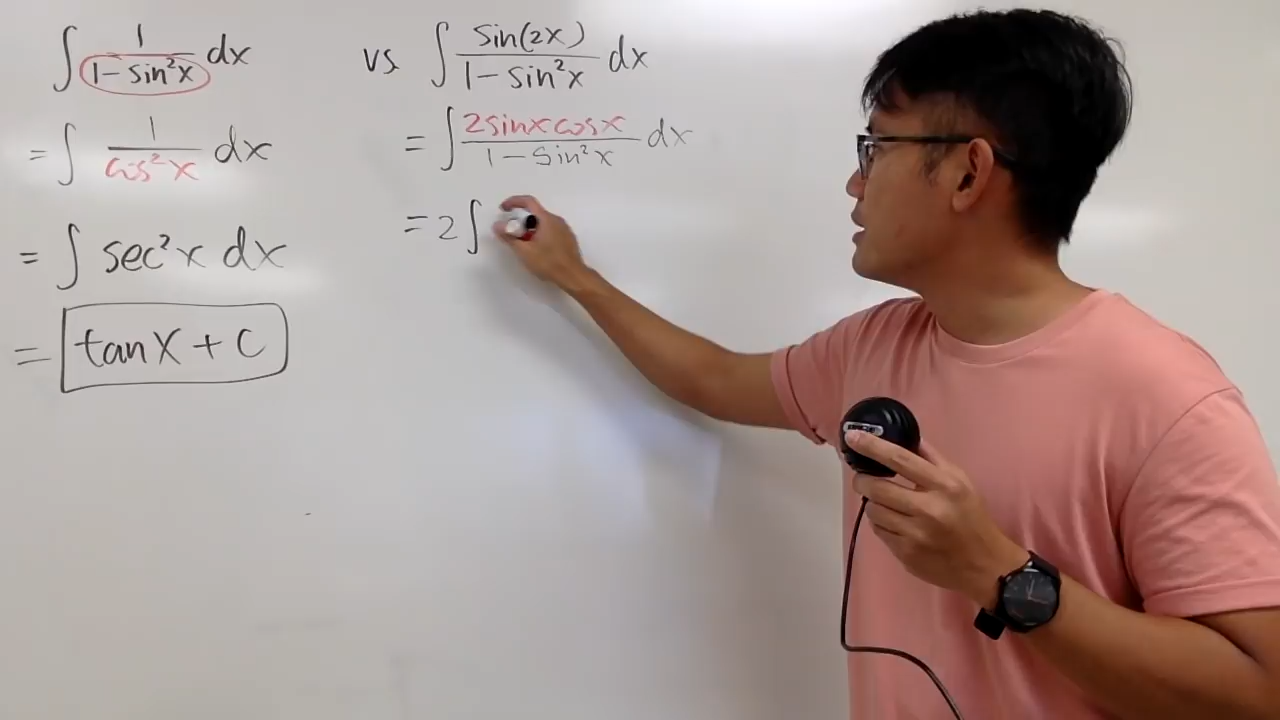 ∫ 1/(1 - sin²x) dx vs ∫ sin(2x)/(1 - sin²x) dx
= ∫ 1/cos²x dx = ∫ 2sinx cosx/(1 - sin²x) dx
= ∫ sec²x dx = 2∫
= tanx + C